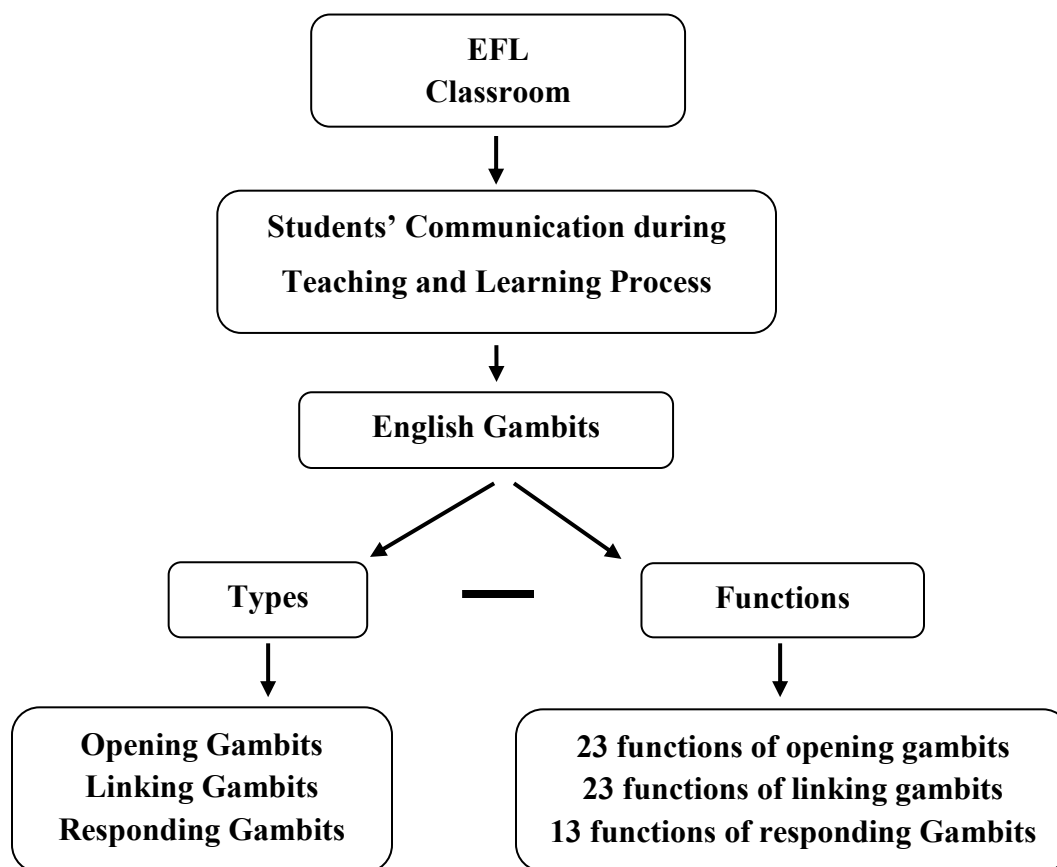 EFL
Classroom
Students’ Communication during
Teaching and Learning Process
English Gambits
Types
Functions
Opening Gambits
Linking Gambits
Responding Gambits
23 functions of opening gambits
23 functions of linking gambits
13 functions of responding Gambits